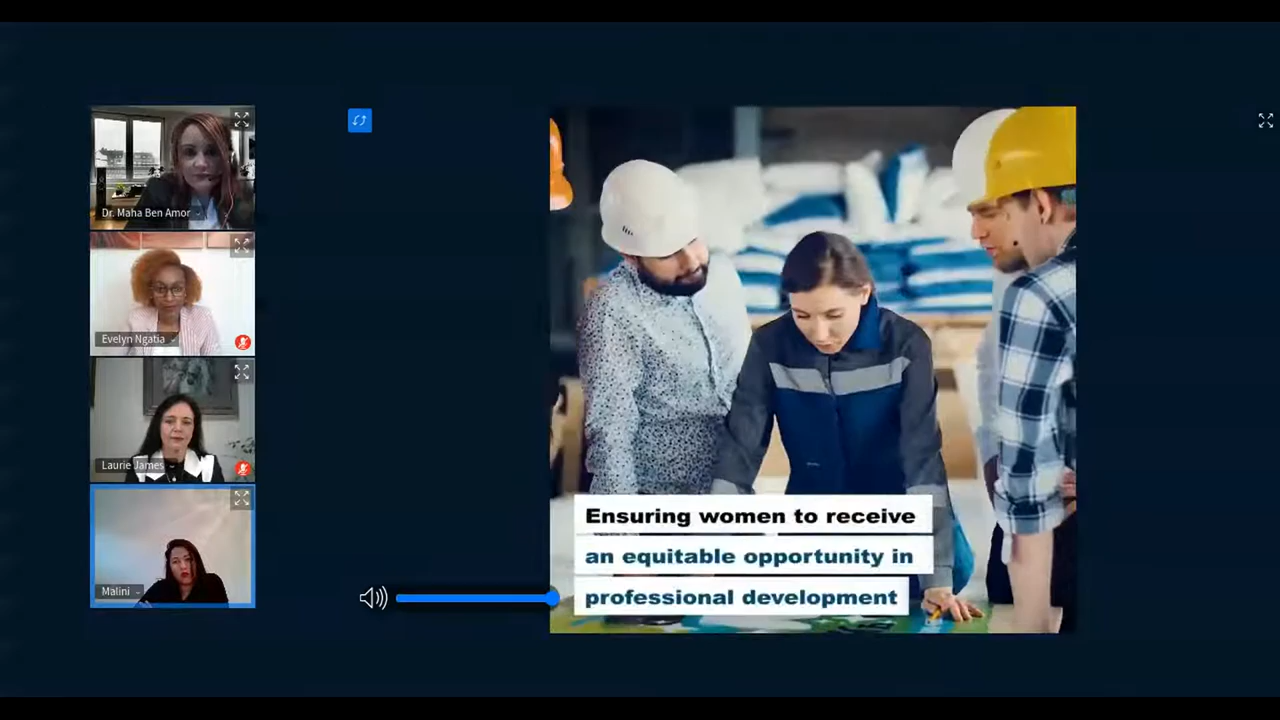 Dr. Maha Ben Amor
Evelyn Ngatia
Laurie James
Malini
Ensuring women to receive
an equitable opportunity in
professional development